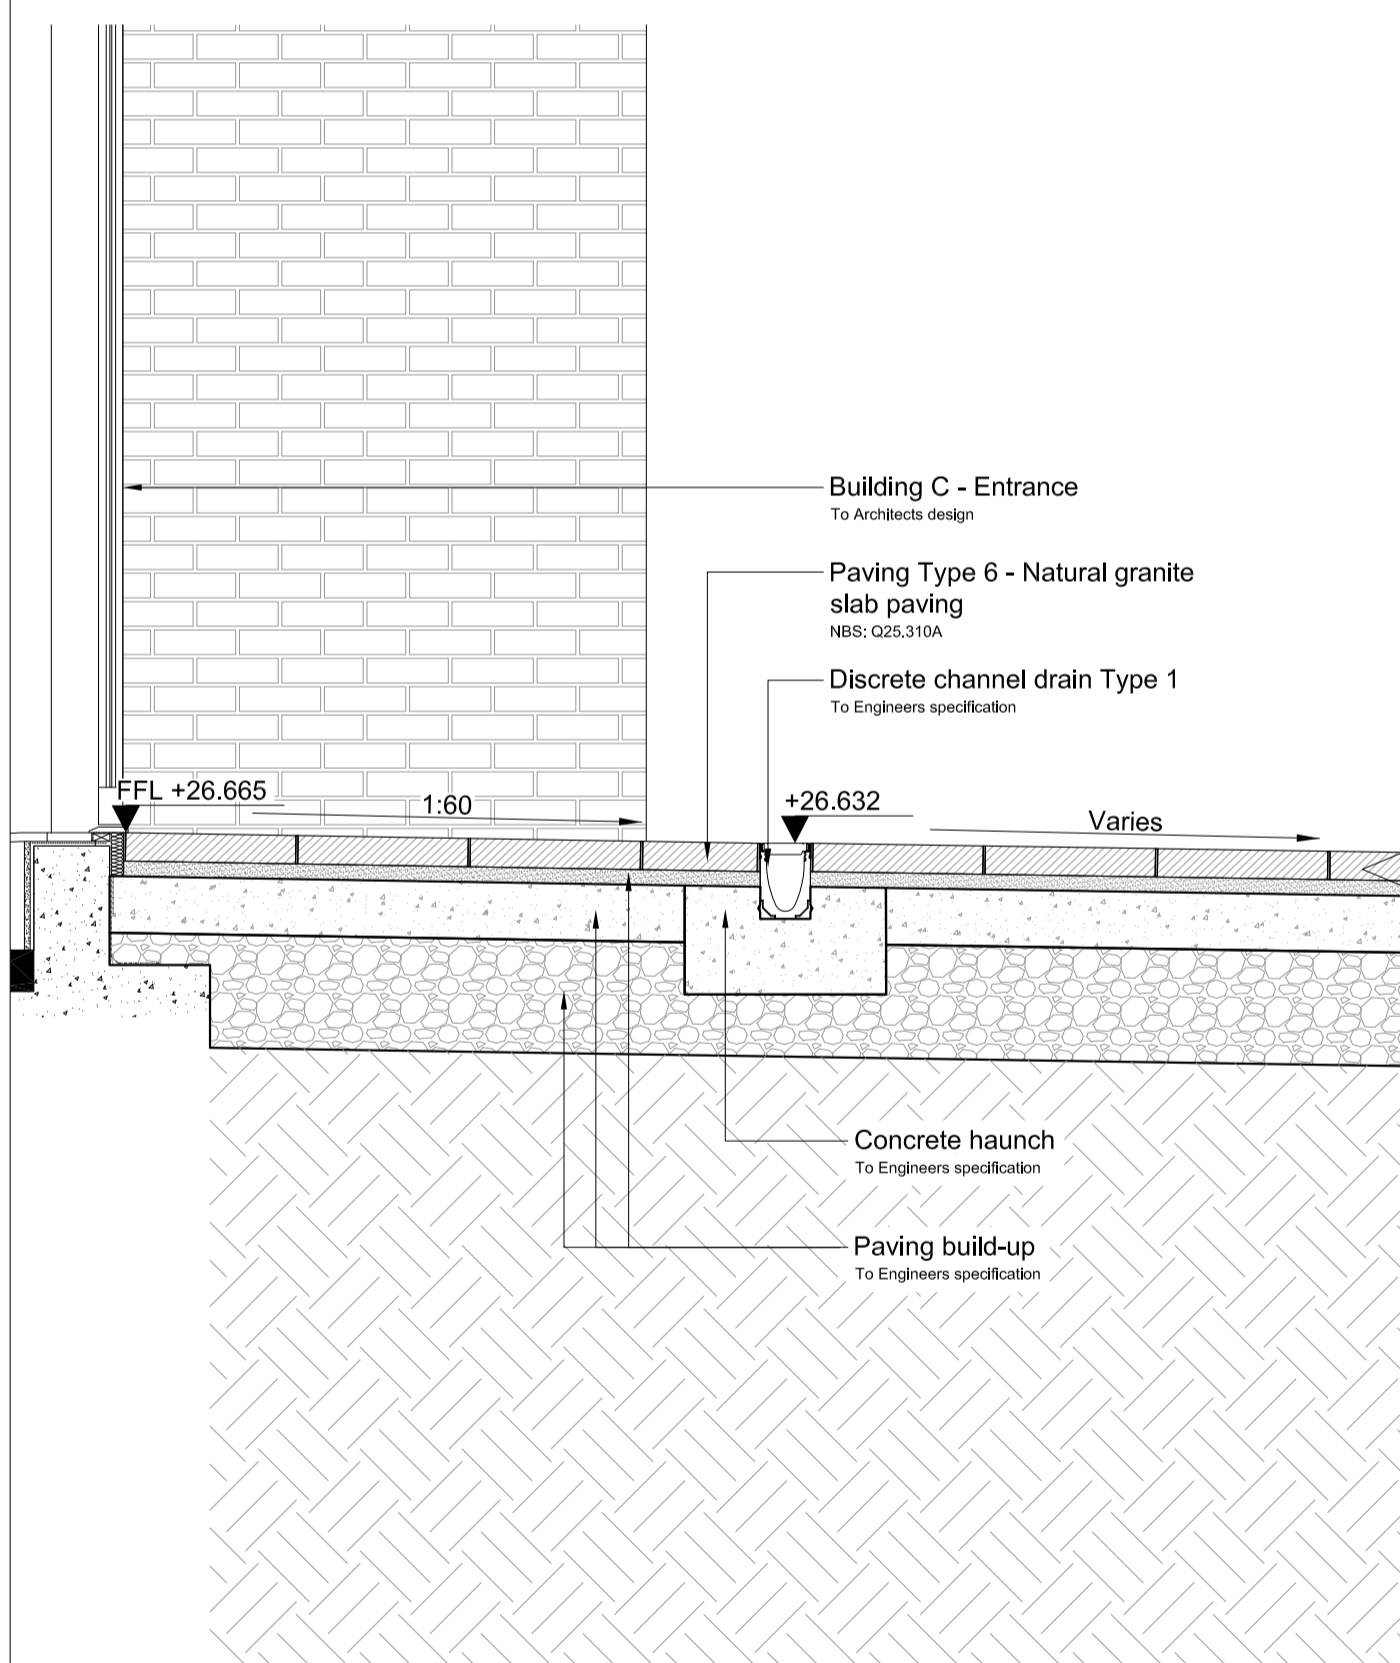 Building C - Entrance
To Architects design
Paving Type 6 - Natural granite
slab paving
NBS: Q25.310A
Discrete channel drain Type 1
To Engineers specification
FFL +26.665
1:60
+26.632
Varies
Concrete haunch
To Engineers specification
Paving build-up
To Engineers specification